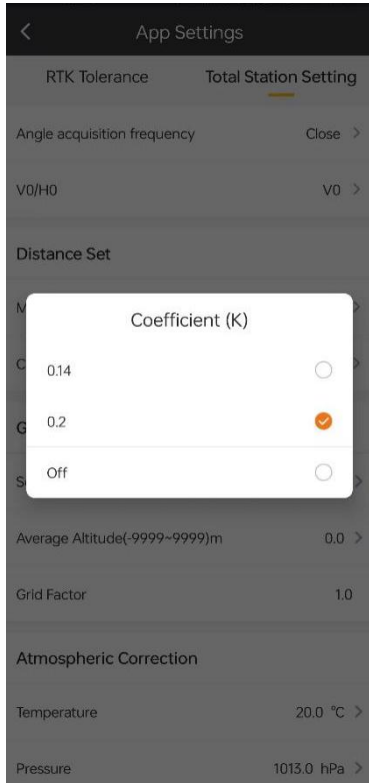 App Settings
RTK Tolerance Total Station Setting
Angle acquisition frequency Close
V0/H0 V0
Distance Set
Coefficient (K)
0.14
0.2
Off
Average Altitude(-9999~9999)m 0.0
Grid Factor 1.0
Atmospheric Correction
Temperature 20.0 °C
Pressure 1013.0 hPa